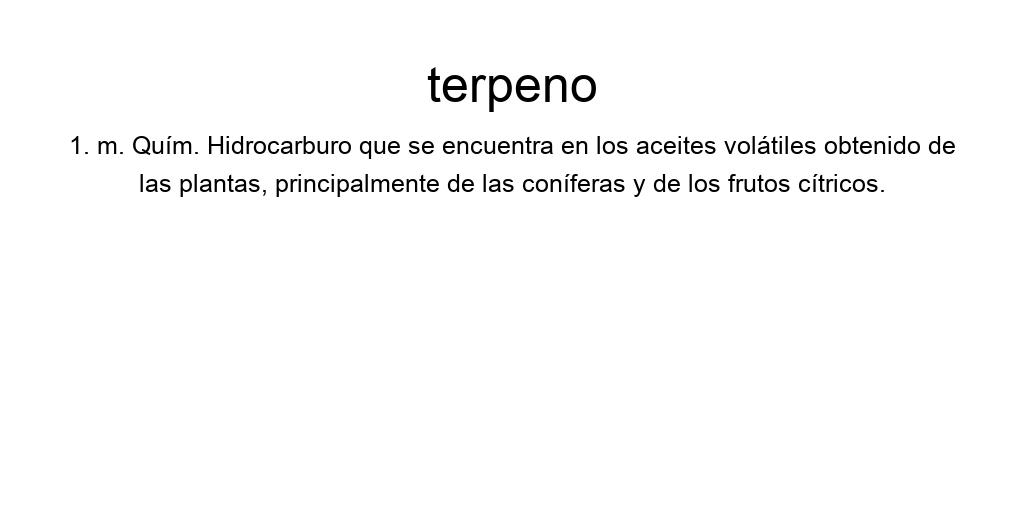 terpeno
1. m. Quím. Hidrocarburo que se encuentra en los aceites volátiles obtenido de
las plantas, principalmente de las coníferas y de los frutos cítricos.